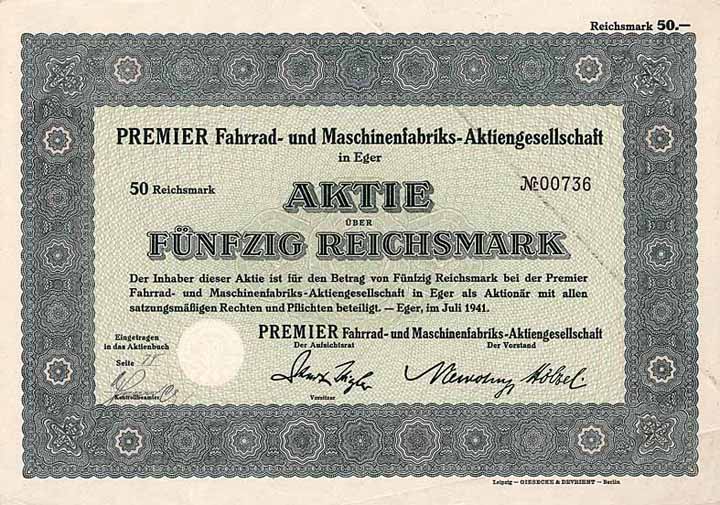 Reichsmark 50.—
PREMIER Fahrrad- und Maschinenfabriks-Aktiengesellschaft
in Eger
50 Reichsmark
№ 00736
AKTIE
ÜBER
FÜNFZIG REICHSMARK
Der Inhaber dieser Aktie ist für den Betrag von Fünfzig Reichsmark bei der Premier
Fahrrad- und Maschinenfabriks-Aktiengesellschaft in Eger als Aktionär mit allen
satzungsmäßigen Rechten und Pflichten beteiligt. — Eger, im Juli 1941.
Eingetragen
in das Aktienbuch
Seite
Kontrollbeamter
PREMIER Fahrrad- und Maschinenfabriks-Aktiengesellschaft
Der Aufsichtsrat
Der Vorstand
Vorsitzer
Leipzig – GIESECKE & DEVRIENT – Berlin